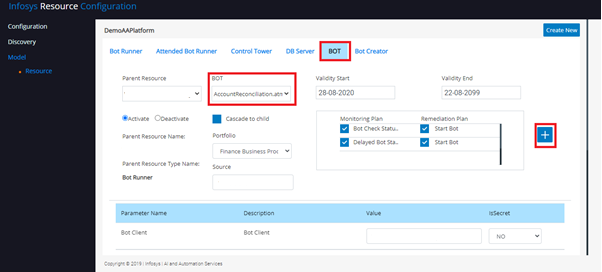 Infosys Resource Configuration
Configuration
Discovery
Model
Resource
DemoAAPlatform
Create New
Bot Runner Attended Bot Runner Control Tower DB Server BOT Bot Creator
Parent Resource BOT Validity Start Validity End
AccountReconciliation.atm 28-08-2020 22-08-2099
Activate Deactivate Cascade to child
Monitoring Plan Remediation Plan
Bot Check Statu.. Start Bot
Delayed Bot Sta.. Start Bot
+
Parent Resource Name: Portfolio
Finance Business Proc
Parent Resource Type Name: Source
Bot Runner
Parameter Name Description Value IsSecret
Bot Client Bot Client NO
Copyright © 2019 | Infosys | AI and Automation Services